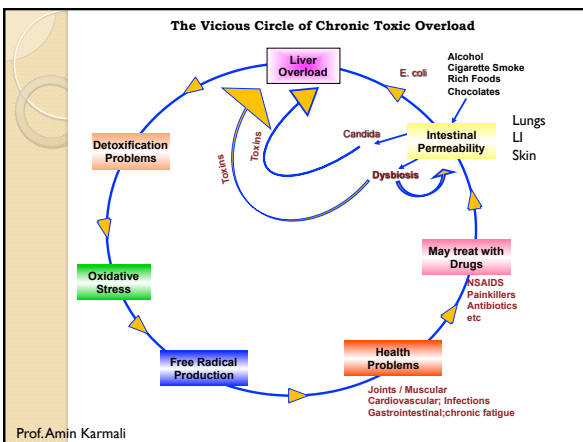 The Vicious Circle of Chronic Toxic Overload
Liver
Overload
E. coli
Alcohol
Cigarette Smoke
Rich Foods
Chocolates
Lungs
LI
Skin
Intestinal
Permeability
Candida
Toxins
Toxins
Dysbiosis
Detoxification
Problems
May treat with
Drugs
NSAIDS
Painkillers
Antibiotics
etc
Oxidative
Stress
Free Radical
Production
Health
Problems
Joints / Muscular
Cardiovascular; Infections
Gastrointestinal;chronic fatigue
Prof. Amin Karmali